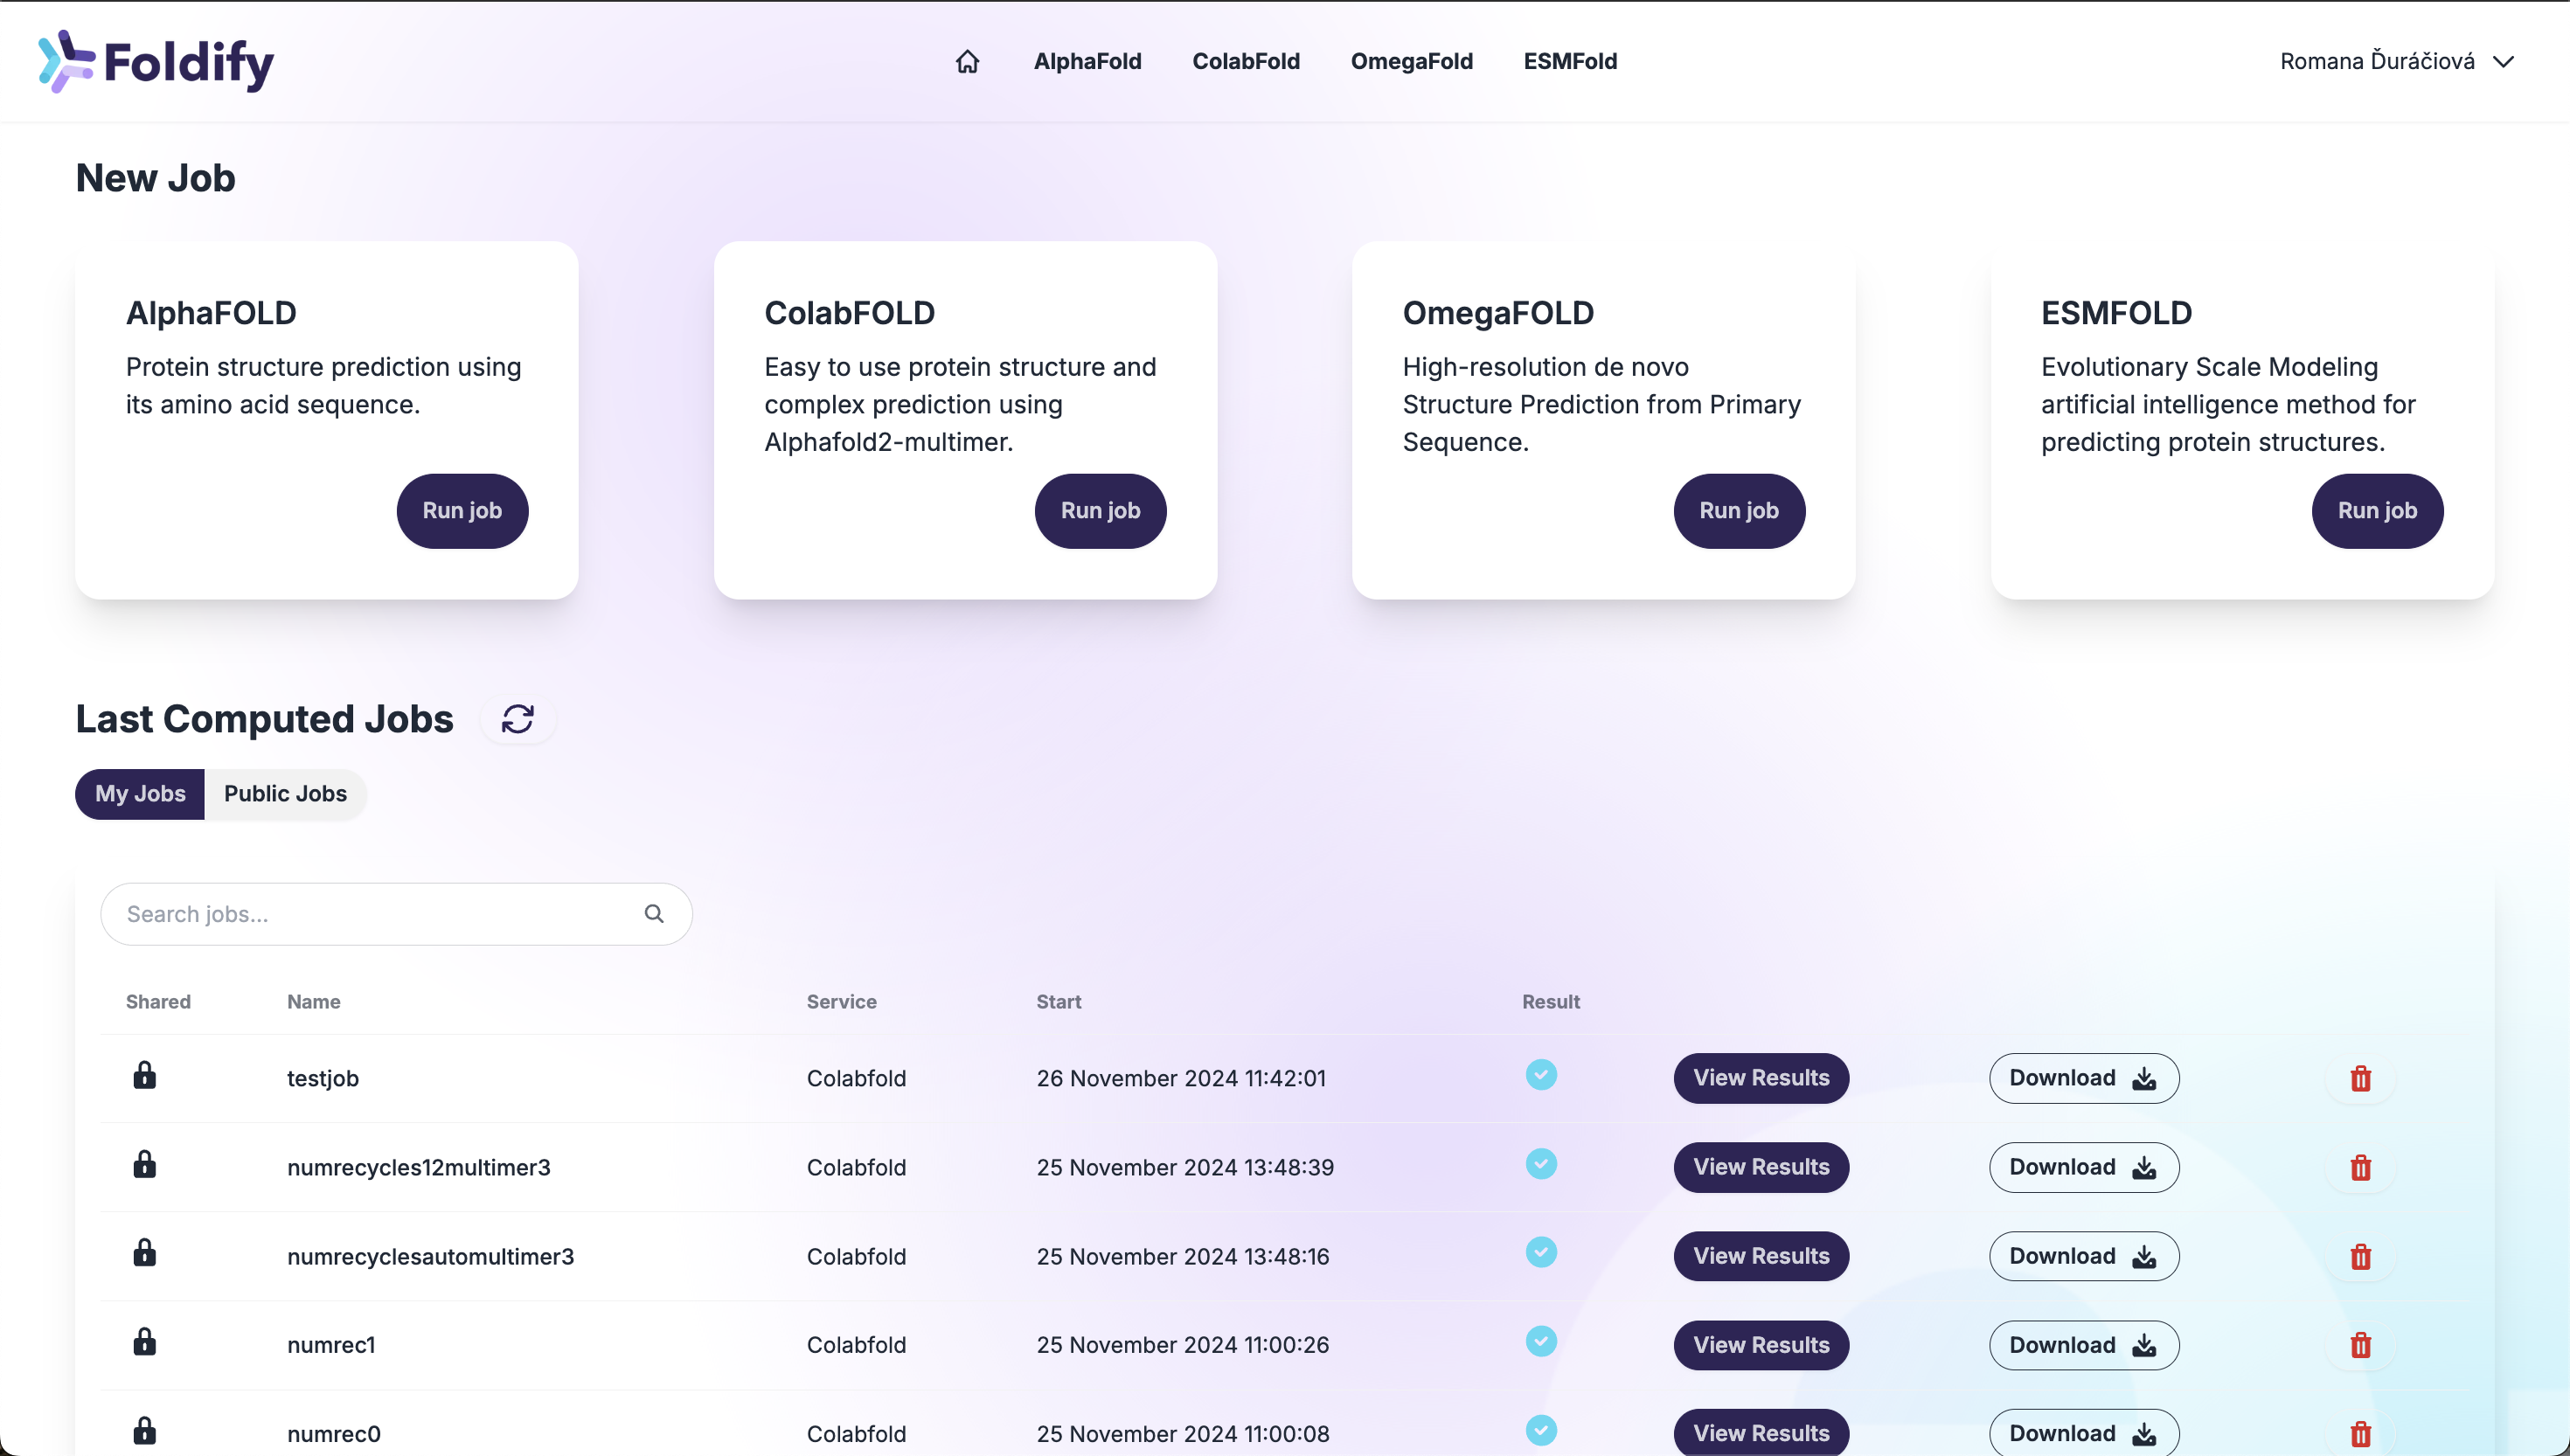 Foldify
AlphaFold ColabFold OmegaFold ESMFold
Romana Ďuráčiová
New Job
AlphaFOLD
Protein structure prediction using
its amino acid sequence.
Run job
ColabFOLD
Easy to use protein structure and
complex prediction using
Alphafold2-multimer.
Run job
OmegaFOLD
High-resolution de novo
Structure Prediction from Primary
Sequence.
Run job
ESMFOLD
Evolutionary Scale Modeling
artificial intelligence method for
predicting protein structures.
Run job
Last Computed Jobs
My Jobs Public Jobs
Search jobs...
Shared Name Service Start Result
testjob Colabfold 26 November 2024 11:42:01 View Results Download
numrecycles12multimer3 Colabfold 25 November 2024 13:48:39 View Results Download
numrecyclesautomultimer3 Colabfold 25 November 2024 13:48:16 View Results Download
numrec1 Colabfold 25 November 2024 11:00:26 View Results Download
numrec0 Colabfold 25 November 2024 11:00:08 View Results Download